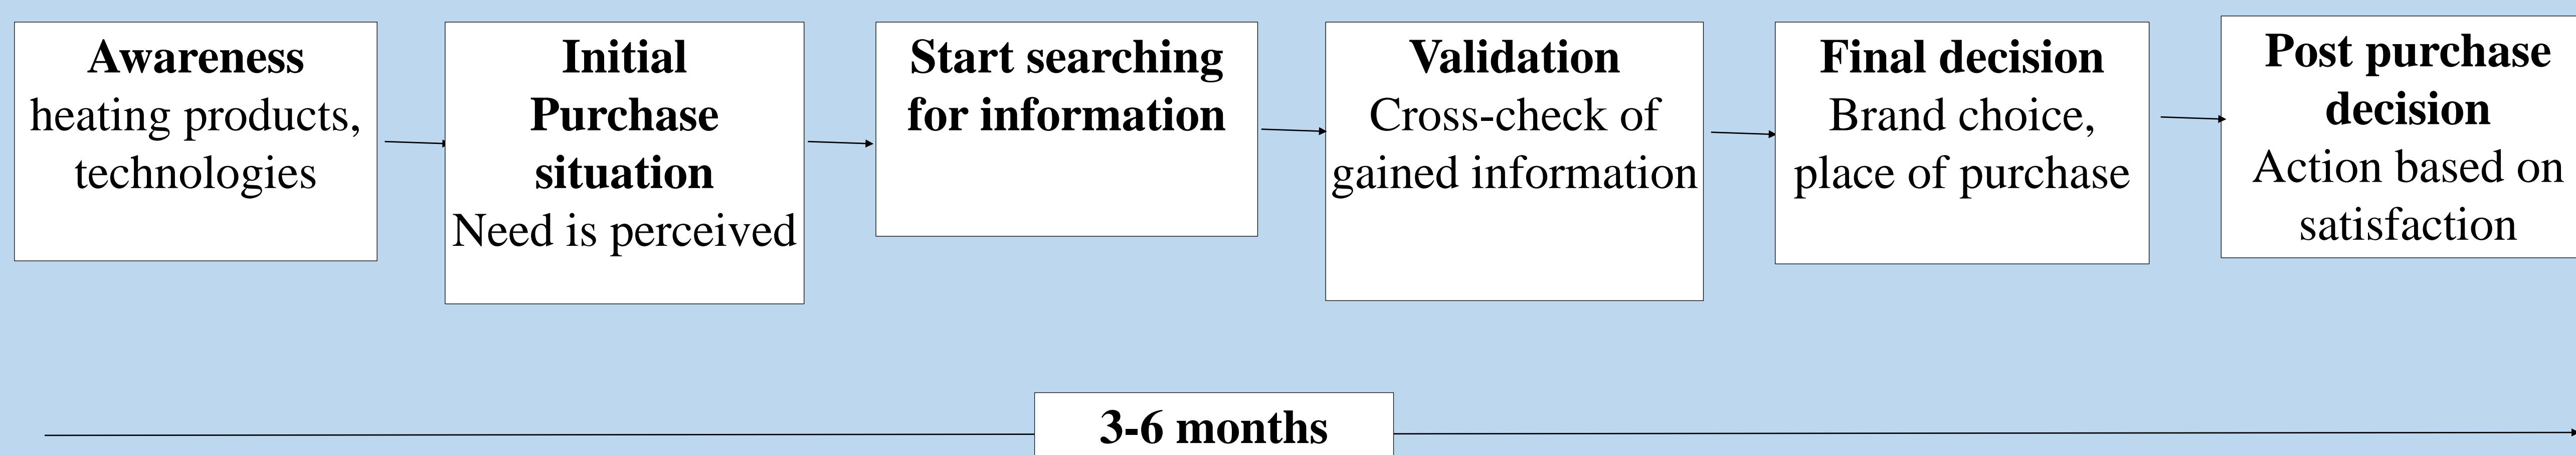 Awareness
heating products,
technologies
Initial
Purchase
situation
Need is perceived
Start searching
for information
Validation
Cross-check of
gained information
Final decision
Brand choice,
place of purchase
Post purchase
decision
Action based on
satisfaction
3-6 months